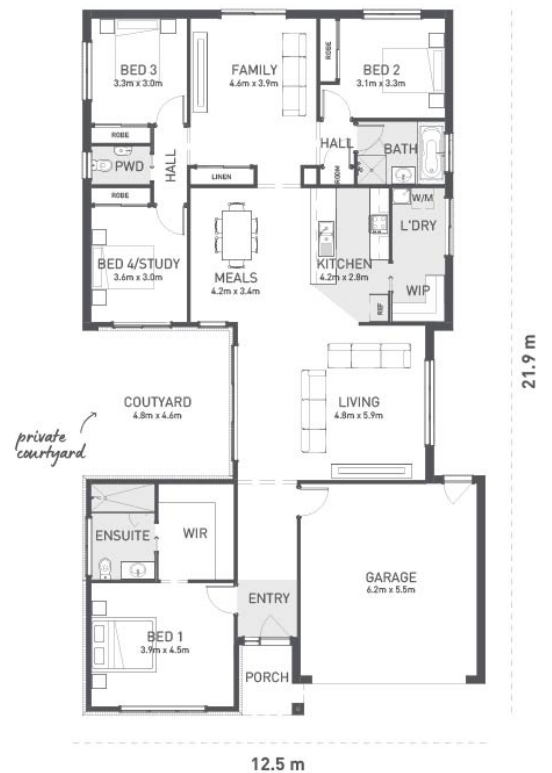 ROBE
BED 3
3.3m x 3.0m
FAMILY
4.6m x 3.9m
BED 2
3.1m x 3.3m
ROBE
PWD
HALL
HALL
BATH
LINEN
ROOM
ROBE
W/M
L'DRY
BED 4/STUDY
3.6m x 3.0m
MEALS
4.2m x 3.4m
KITCHEN
4.2m x 2.8m
WIP
REF
21.9 m
COUTYARD
4.8m x 4.6m
LIVING
4.8m x 5.9m
private
courtyard
ENSUITE
WIR
GARAGE
6.2m x 5.5m
ENTRY
BED 1
3.9m x 4.5m
PORCH
12.5 m